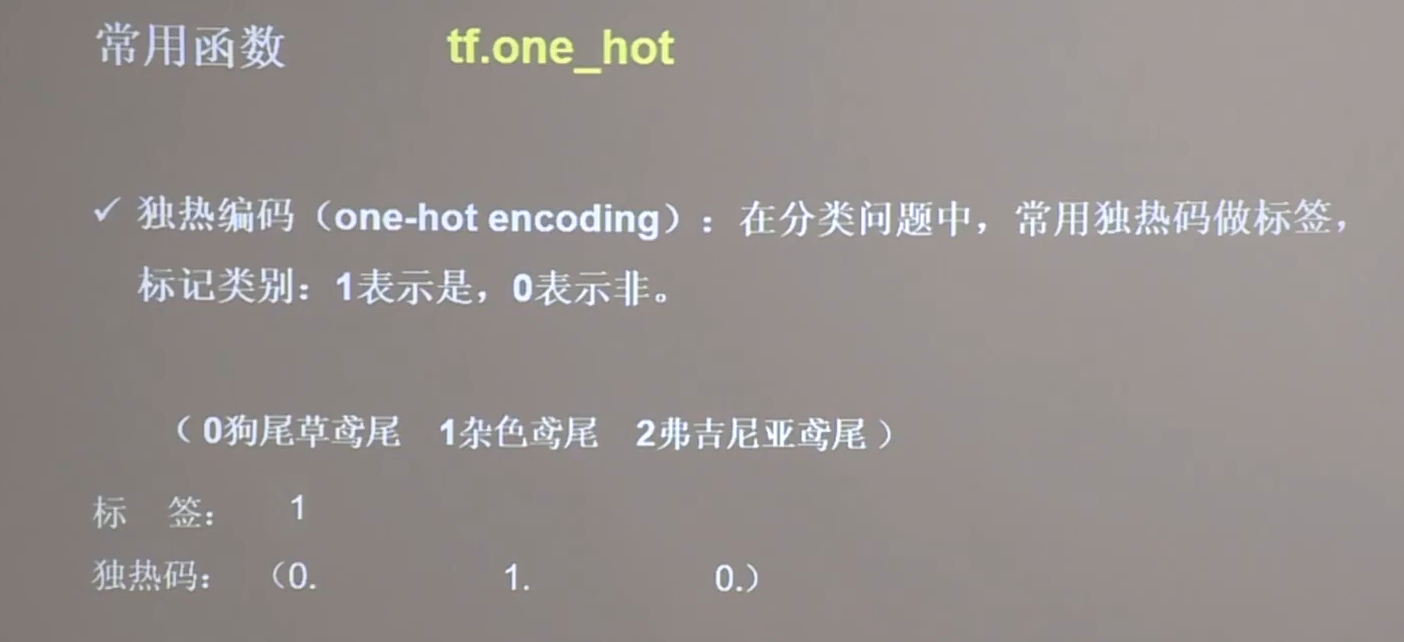 常用函数 tf.one_hot
✓ 独热编码（one-hot encoding）：在分类问题中，常用独热码做标签，
标记类别：1表示是，0表示非。
（ 0狗尾草鸢尾 1杂色鸢尾 2弗吉尼亚鸢尾 ）
标 签： 1
独热码： （0. 1. 0.）